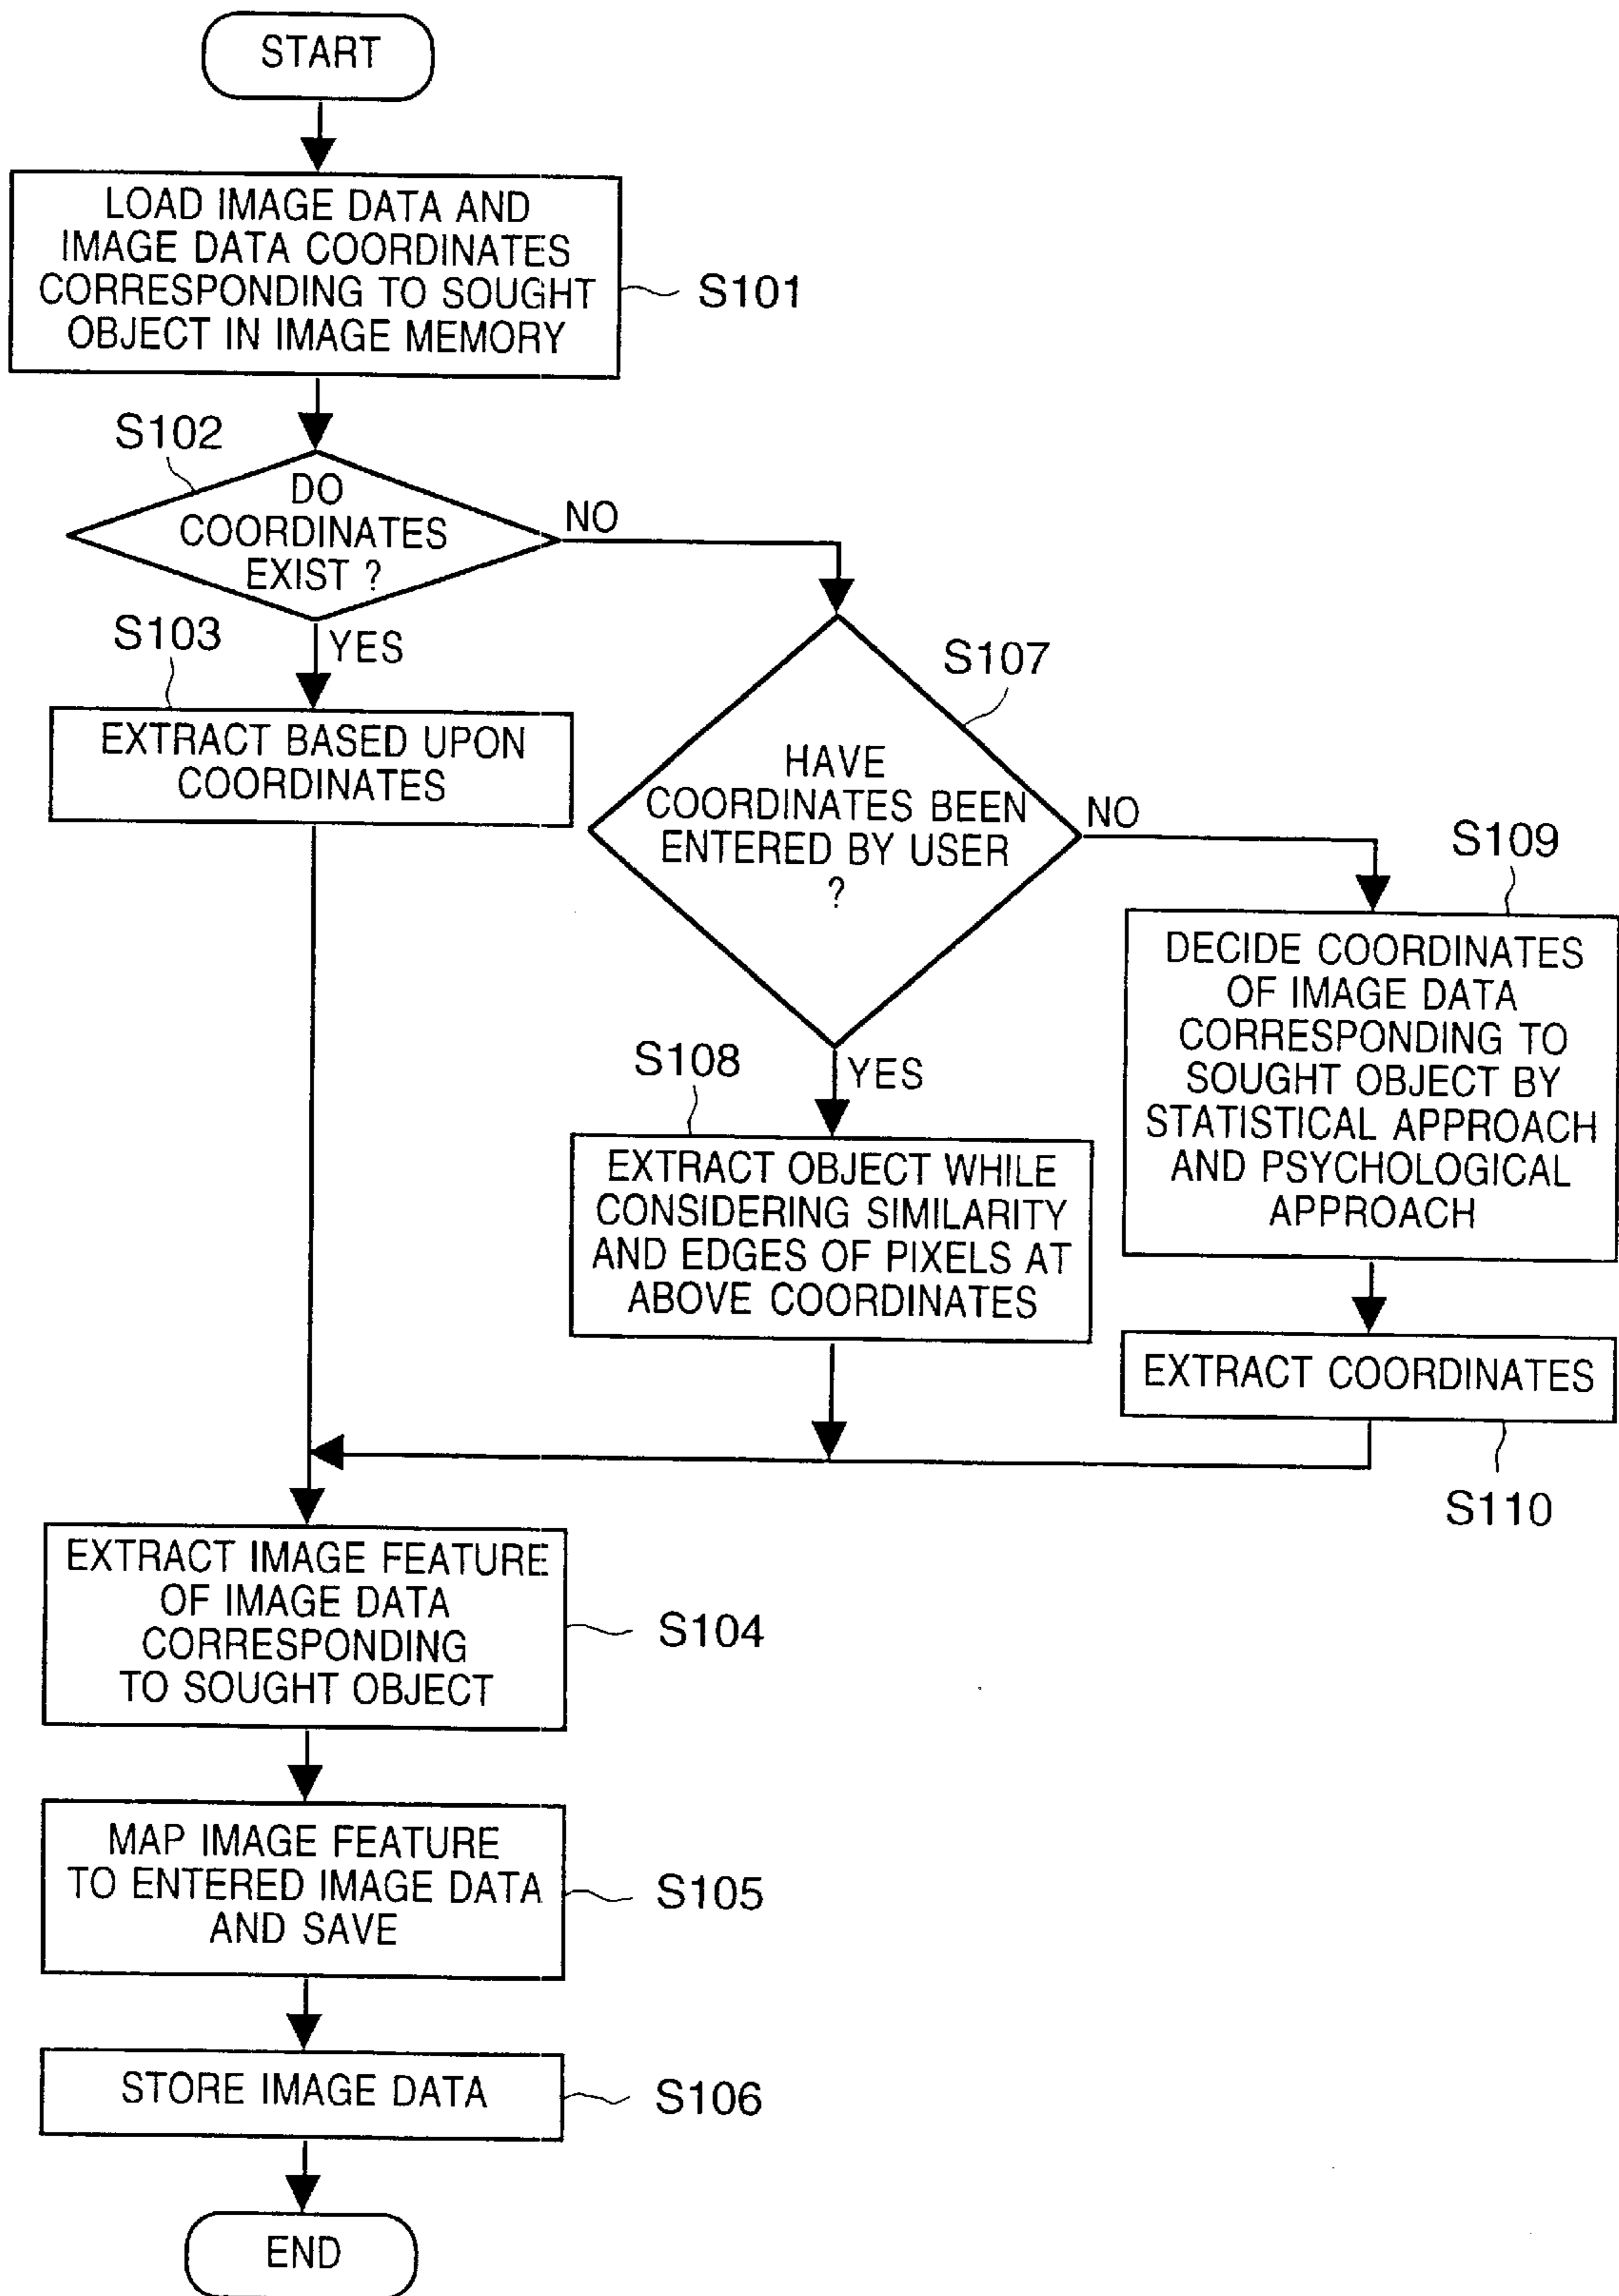 START
LOAD IMAGE DATA AND
IMAGE DATA COORDINATES
CORRESPONDING TO SOUGHT
OBJECT IN IMAGE MEMORY
S101
S102
DO
COORDINATES
EXIST ?
NO
YES
S103
EXTRACT BASED UPON
COORDINATES
S107
HAVE
COORDINATES BEEN
ENTERED BY USER
?
NO
YES
S109
DECIDE COORDINATES
OF IMAGE DATA
CORRESPONDING TO
SOUGHT OBJECT BY
STATISTICAL APPROACH
AND PSYCHOLOGICAL
APPROACH
S108
EXTRACT OBJECT WHILE
CONSIDERING SIMILARITY
AND EDGES OF PIXELS AT
ABOVE COORDINATES
EXTRACT COORDINATES
S110
EXTRACT IMAGE FEATURE
OF IMAGE DATA
CORRESPONDING
TO SOUGHT OBJECT
S104
MAP IMAGE FEATURE
TO ENTERED IMAGE DATA
AND SAVE
S105
STORE IMAGE DATA
S106
END